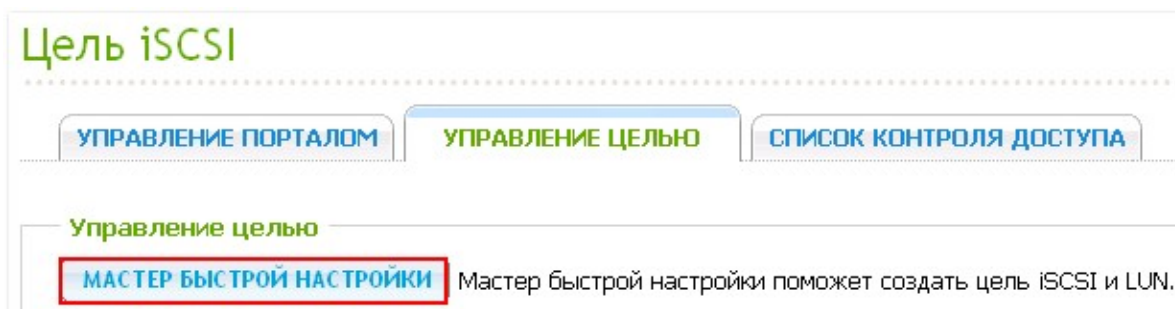 Цель iSCSI
УПРАВЛЕНИЕ ПОРТАЛОМ УПРАВЛЕНИЕ ЦЕЛЬЮ СПИСОК КОНТРОЛЯ ДОСТУПА
Управление целью
МАСТЕР БЫСТРОЙ НАСТРОЙКИ Мастер быстрой настройки поможет создать цель iSCSI и LUN.